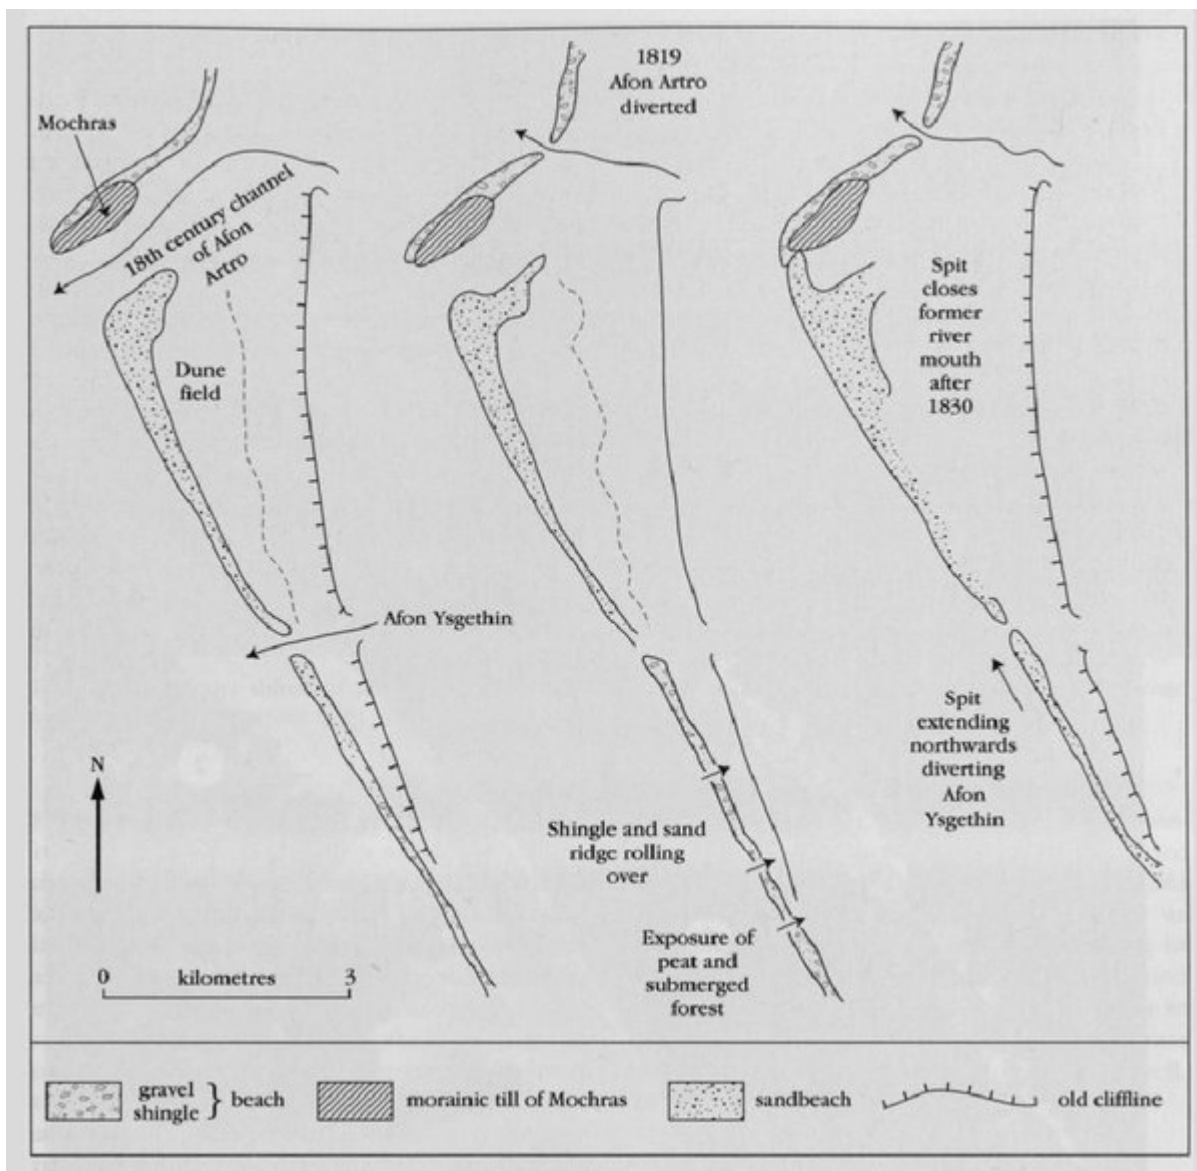 Mochras
18th century channel
of Afon
Artro
Dune
field
Afon Ysgethin
N
0 kilometres 3
1819
Afon Artro
diverted
Shingle and sand
ridge rolling
over
Exposure of
peat and
submerged
forest
Spit
closes
former
river
mouth
after
1830
Spit
extending
northwards
diverting
Afon
Ysgethin
gravel
shingle } beach
morainic till of Mochras
sandbeach
old cliffline